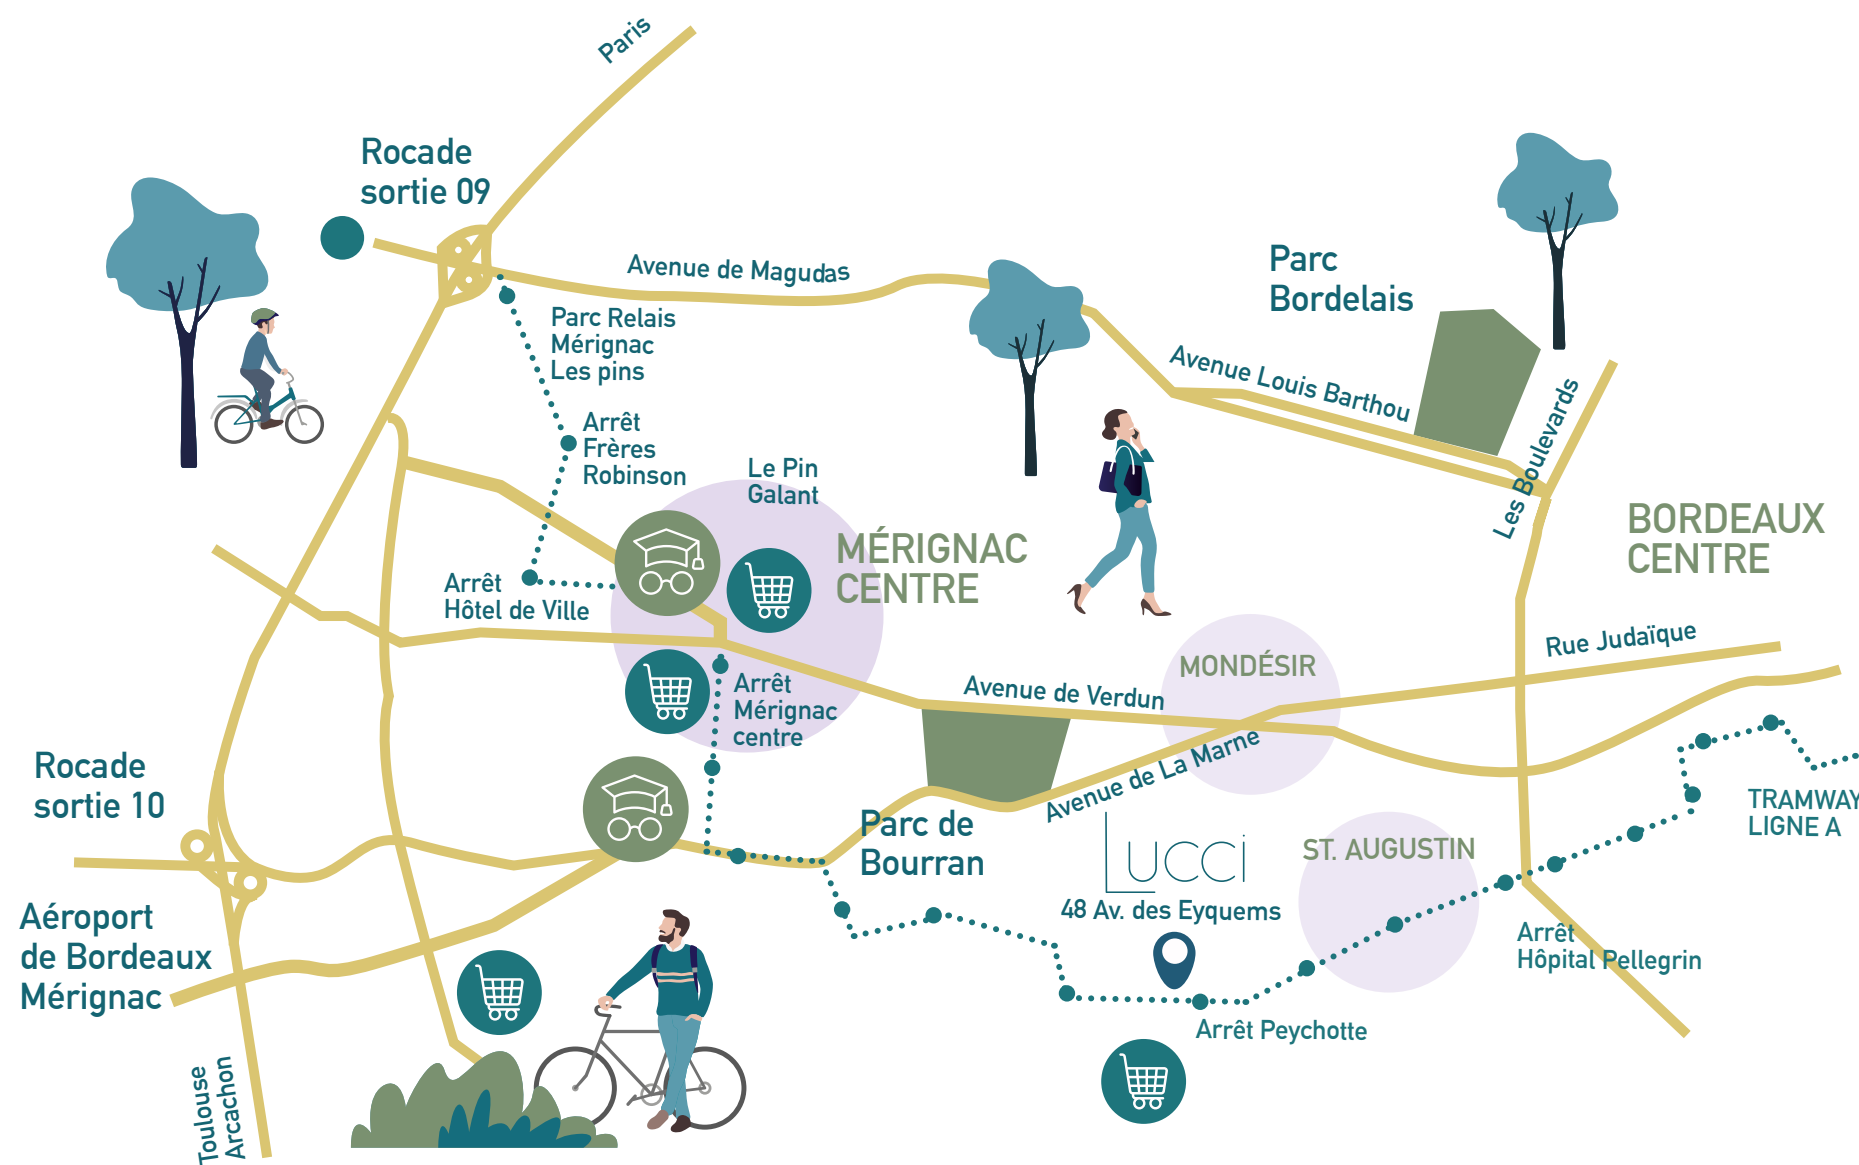 Paris
Rocade
sortie 09
Avenue de Magudas
Parc
Bordelais
Parc Relais
Mérignac
Les pins
Avenue Louis Barthou
Les Boulevards
Arrêt
Frères
Robinson
Le Pin
Galant
MÉRIGNAC
CENTRE
BORDEAUX
CENTRE
Arrêt
Hôtel de Ville
Rue Judaïque
MONDÉSIR
Avenue de Verdun
Arrêt
Mérignac
centre
Avenue de La Marne
Rocade
sortie 10
TRAMWAY
LIGNE A
Parc de
Bourran
LUCCI
48 Av. des Eyquems
ST. AUGUSTIN
Aéroport
de Bordeaux
Mérignac
Arrêt
Hôpital Pellegrin
Arrêt Peychotte
Toulouse
Arcachon